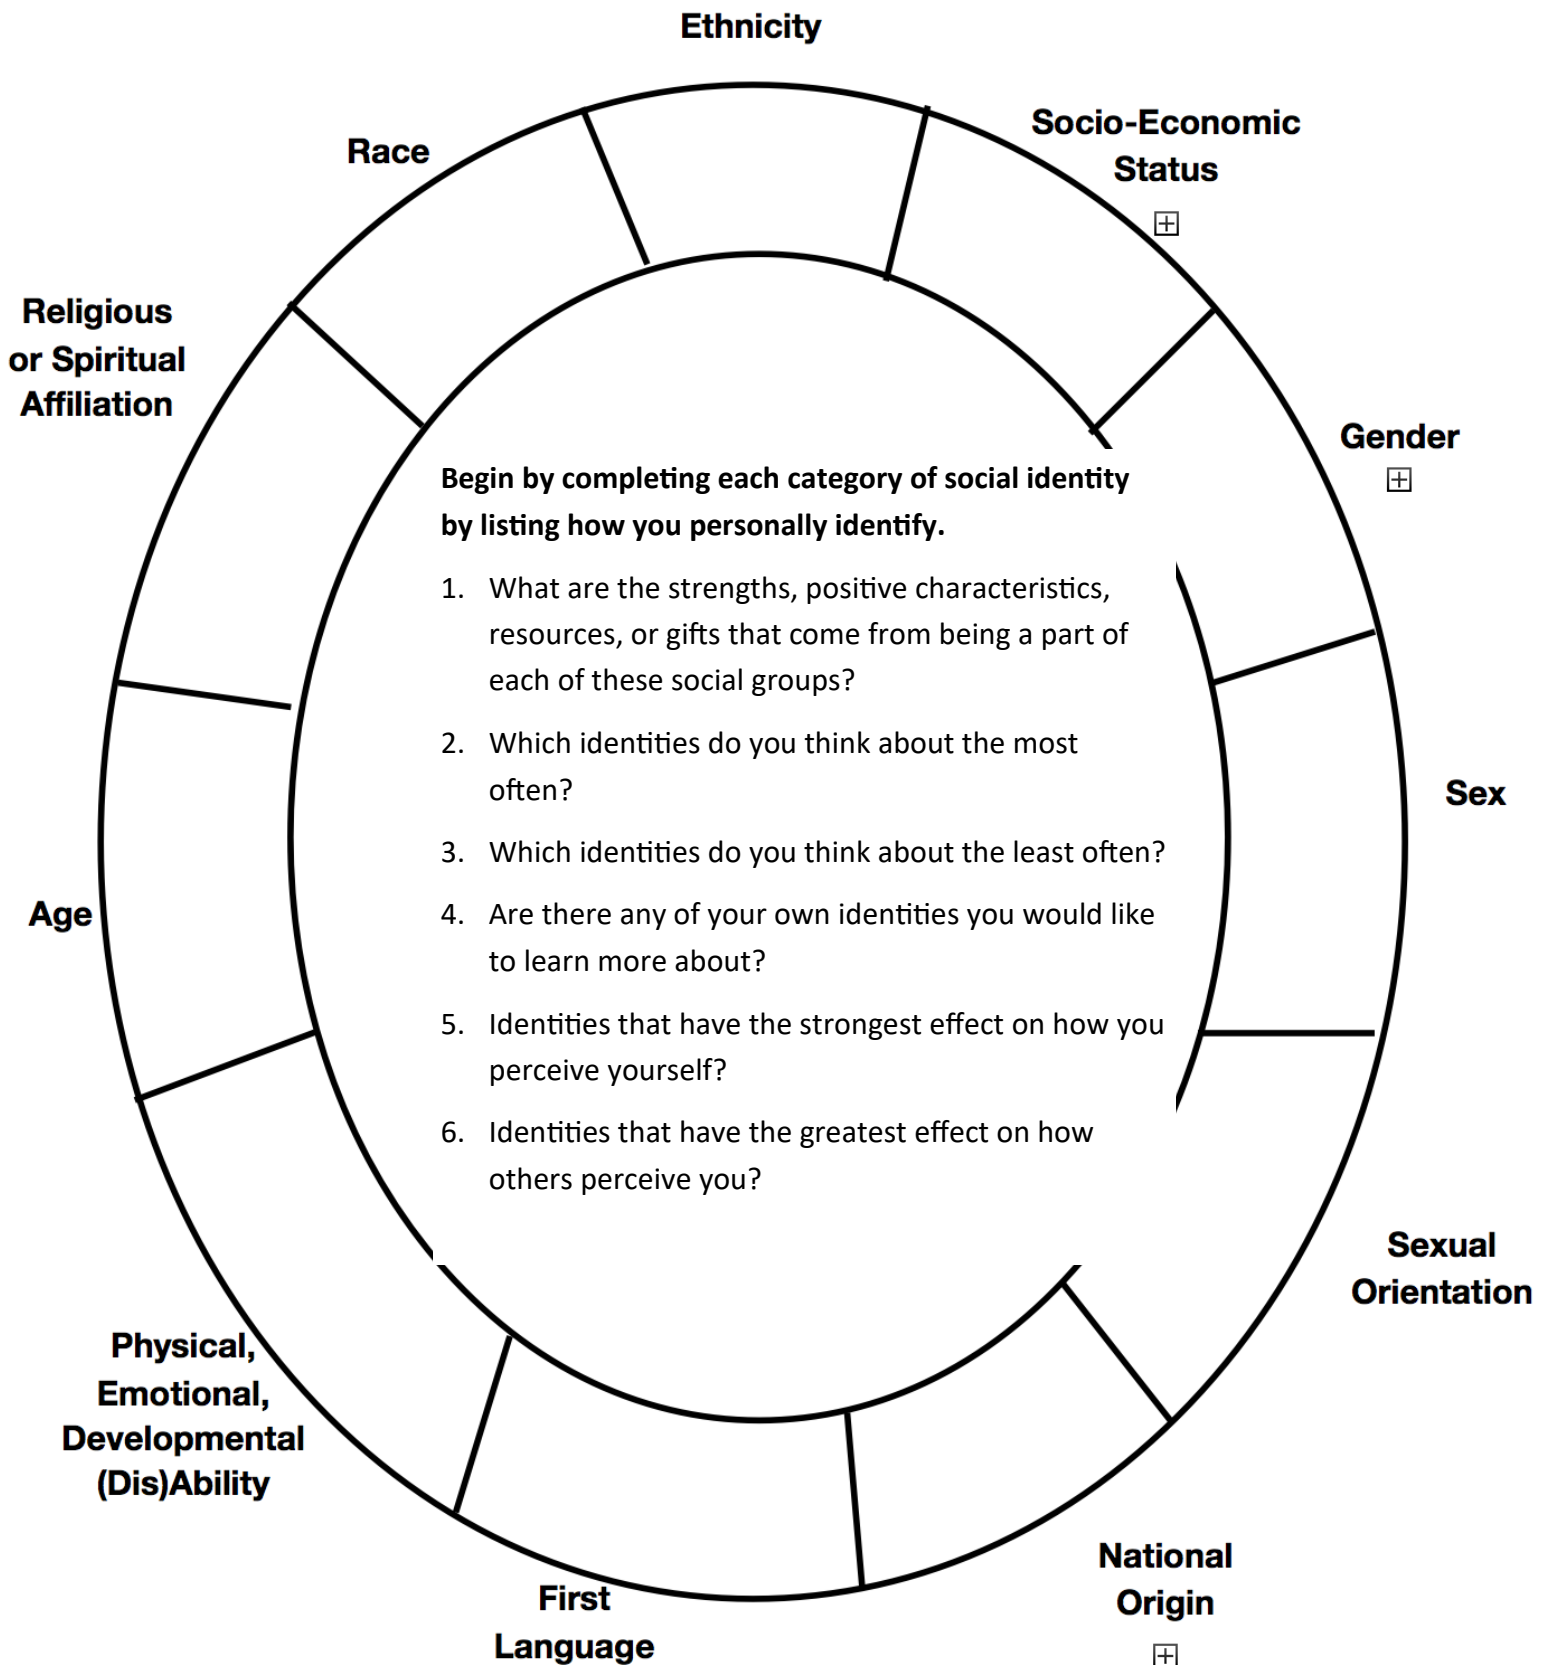 Ethnicity
Socio-Economic
Status
Race
Religious
or Spiritual
Affiliation
Gender
Begin by completing each category of social identity
by listing how you personally identify.
1. What are the strengths, positive characteristics,
resources, or gifts that come from being a part of
each of these social groups?
2. Which identities do you think about the most
often?
3. Which identities do you think about the least often?
4. Are there any of your own identities you would like
to learn more about?
5. Identities that have the strongest effect on how you
perceive yourself?
6. Identities that have the greatest effect on how
others perceive you?
Sex
Age
Sexual
Orientation
Physical,
Emotional,
Developmental
(Dis)Ability
National
Origin
First
Language